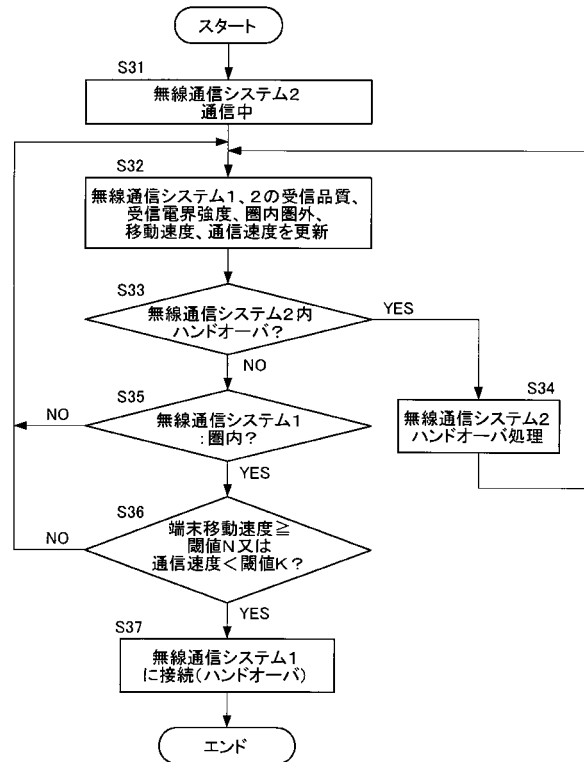 スタート
S31
無線通信システム2
通信中
S32
無線通信システム1、2の受信品質、
受信電界強度、圏内圏外、
移動速度、通信速度を更新
S33
無線通信システム2内
ハンドオーバ?
YES
NO
S34
無線通信システム2
ハンドオーバ処理
S35
無線通信システム1
:圏内?
NO
YES
S36
端末移動速度≧
閾値N又は
通信速度<閾値K?
NO
YES
S37
無線通信システム1
に接続(ハンドオーバ)
エンド